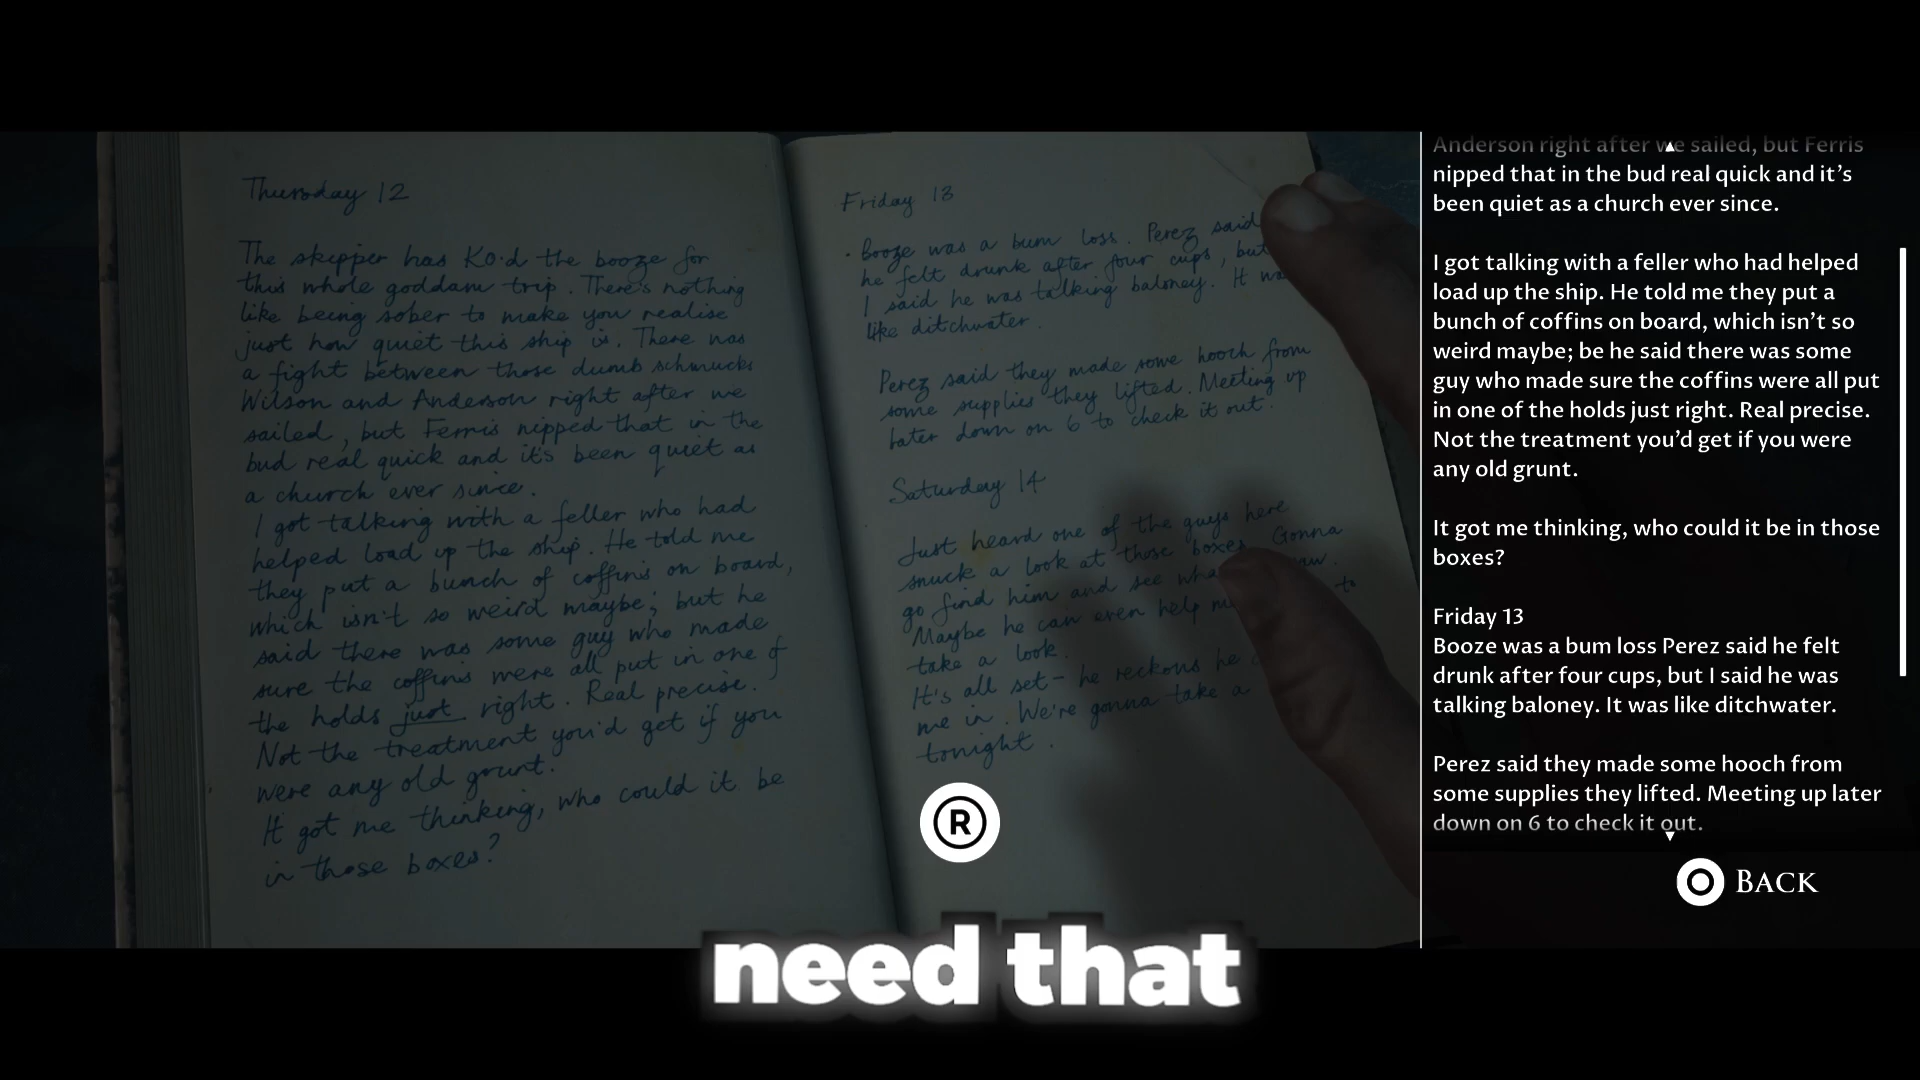 Thursday 12
The skipper has KO.d the booze for
this whole goddam trip. There's nothing
like being sober to make you realise
just how quiet this ship is. There was
a fight between those dumb schmucks
Wilson and Anderson right after we
sailed, but Ferris nipped that in the
bud real quick and it's been quiet as
a church ever since.
I got talking with a feller who had
helped load up the ship. He told me
they put a bunch of coffins on board,
which isn't so weird maybe; but he
said there was some guy who made
sure the coffins were all put in one of
the holds just right. Real precise.
Not the treatment you'd get if you
were any old grunt.
It got me thinking, who could it be
in those boxes?
Friday 13
Booze was a bum loss. Perez said
he felt drunk after four cups, but
I said he was talking baloney. It wa
like ditchwater.
Perez said they made some hooch from
some supplies they lifted. Meeting up
later down on 6 to check it out.
Saturday 14
Just heard one of the guys here
snuck a look at those boxes. Gonna
go find him and see wha
Maybe he can even help m to
take a look.
It's all set - he reckons he
me in. We're gonna take a
tonight.
Anderson right after we sailed, but Ferris
nipped that in the bud real quick and it's
been quiet as a church ever since.
I got talking with a feller who had helped
load up the ship. He told me they put a
bunch of coffins on board, which isn't so
weird maybe; be he said there was some
guy who made sure the coffins were all put
in one of the holds just right. Real precise.
Not the treatment you'd get if you were
any old grunt.
It got me thinking, who could it be in those
boxes?
Friday 13
Booze was a bum loss Perez said he felt
drunk after four cups, but I said he was
talking baloney. It was like ditchwater.
Perez said they made some hooch from
some supplies they lifted. Meeting up later
down on 6 to check it out.
R
BACK
need that